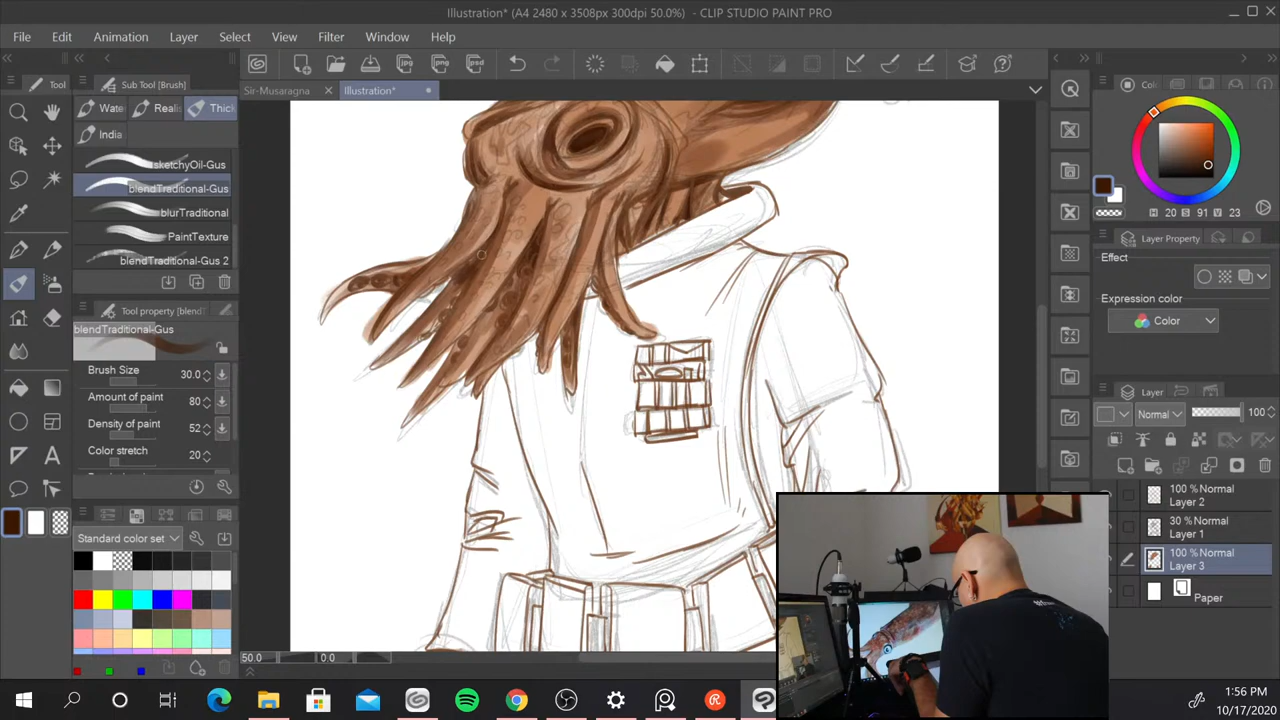 Illustration* (A4 2480 x 3508px 300dpi 50.0%) - CLIP STUDIO PAINT PRO
File Edit Animation Layer Select View Filter Window Help
Tool
Sub Tool [Brush]
Sir-Musaragna
Illustration*
Wate
Reali
Thick
India
sketchyOil-Gus
blendTraditional-Gus
blurTraditional
PaintTexture
blendTraditional-Gus 2
Tool property [blend
blendTraditional-Gus
Brush Size 30.0
Amount of paint 80
Density of paint 52
Color stretch 20
Standard color set
50.0
0.0
Col
H 20 S 91 V 23
Layer Property
Effect
Expression color
Color
Layer
Normal 100
100 % Normal
Layer 2
30 % Normal
Layer 1
100 % Normal
Layer 3
Paper
1:56 PM
10/17/2020